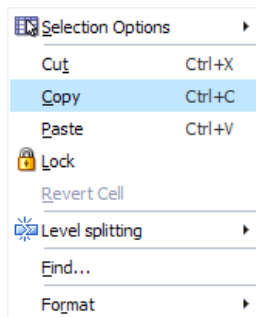 Selection Options
Cut Ctrl+X
Copy Ctrl+C
Paste Ctrl+V
Lock
Revert Cell
Level splitting
Find...
Format